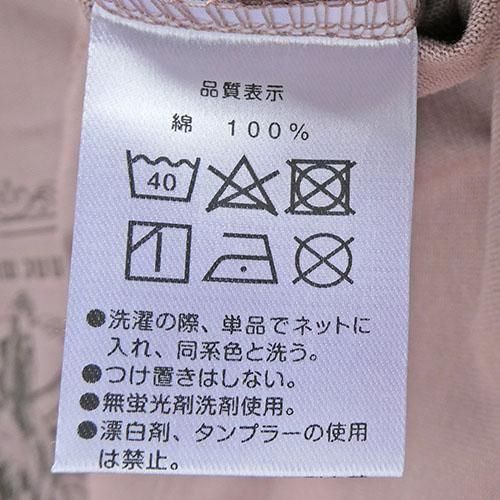 品質表示
綿 100%
40
●洗濯の際、単品でネットに
入れ、同系色と洗う。
●つけ置きはしない。
●無蛍光剤洗剤使用。
●漂白剤、タンブラーの使用
は禁止。